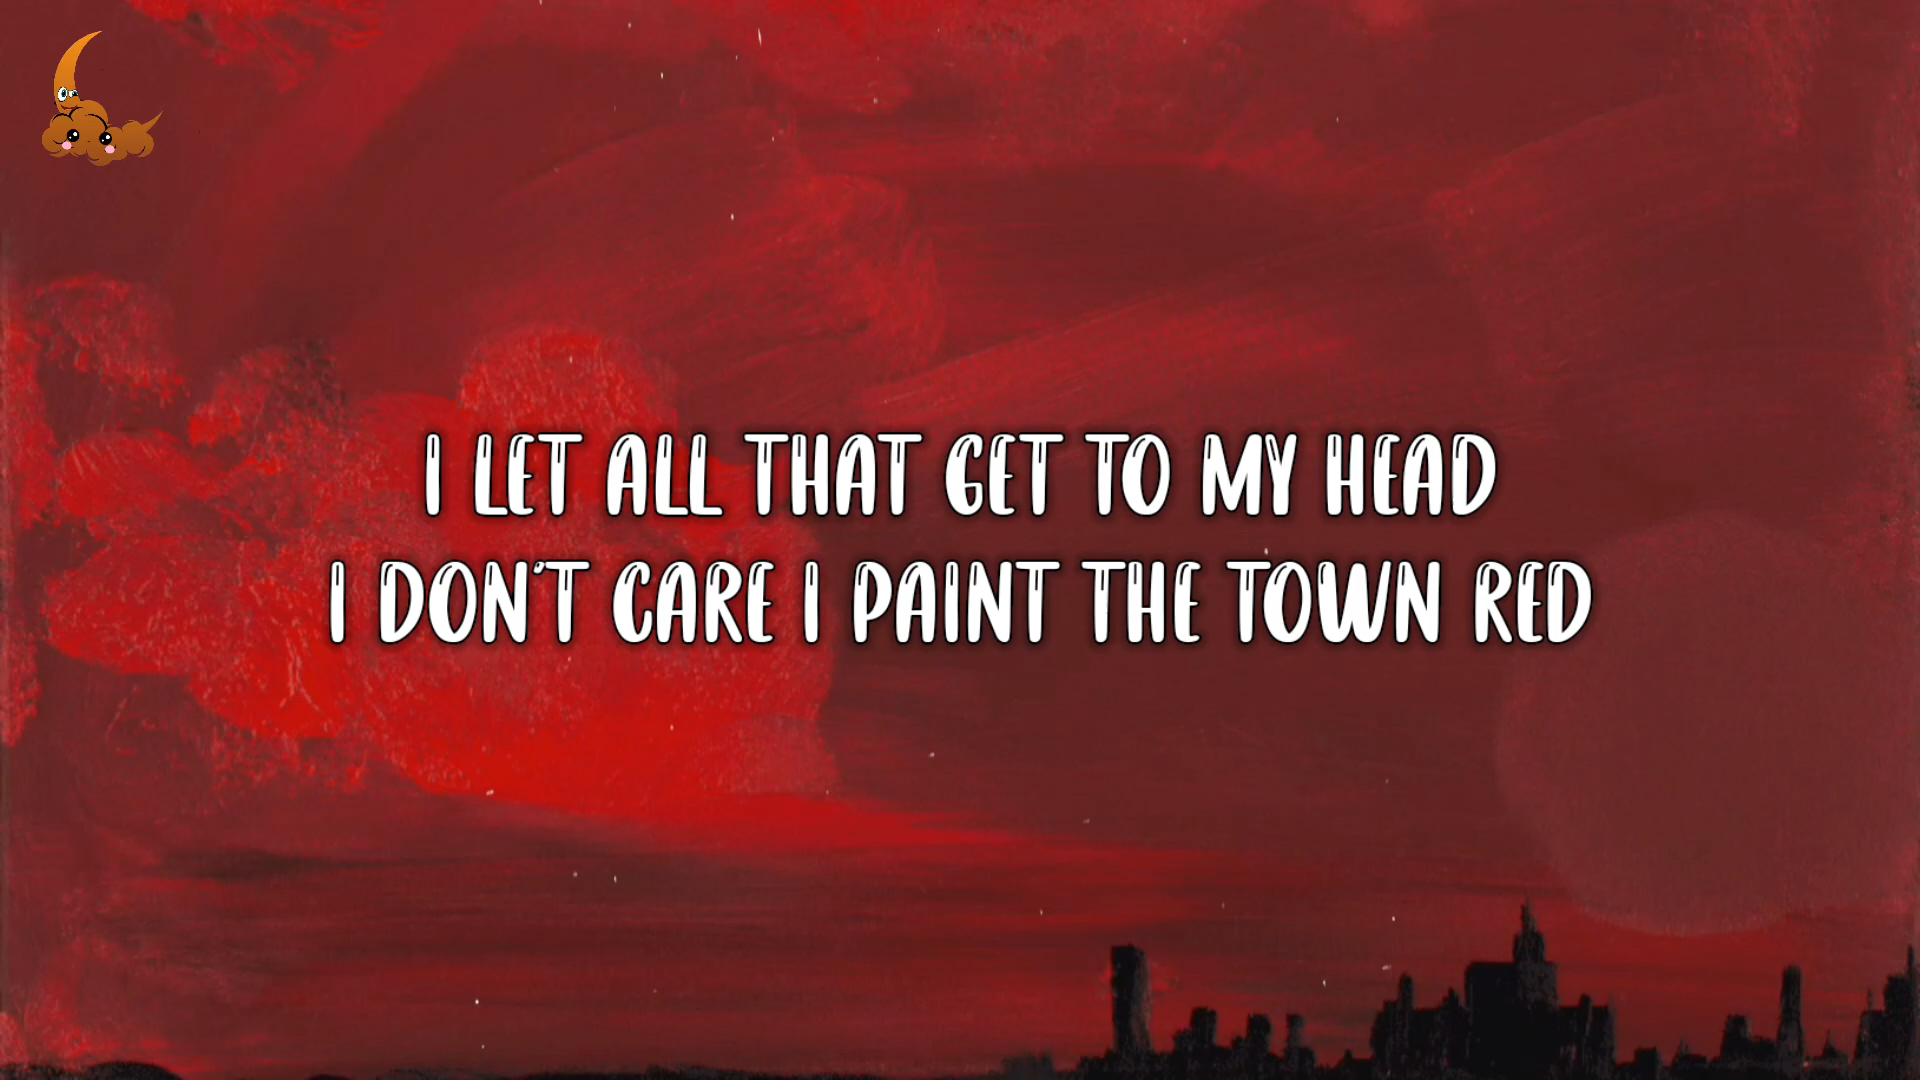 I LET ALL THAT GET TO MY HEAD
I DON'T CARE I PAINT THE TOWN RED